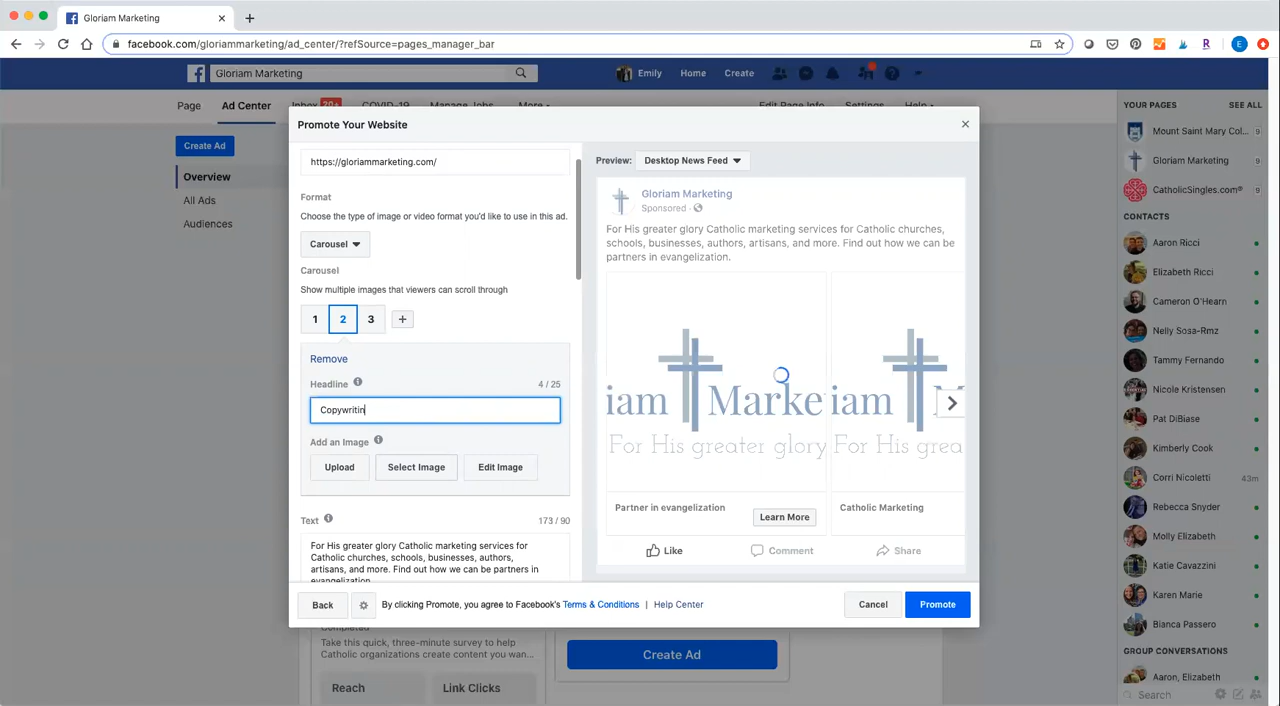 Gloriam Marketing
facebook.com/gloriammarketing/ad_center/?refSource=pages_manager_bar
R
E
Gloriam Marketing
Emily Home Create
Page Ad Center Inbox 20+ COVID-19 Manage Jobs More Edit Page Info Settings Help
Create Ad
Overview
All Ads
Audiences
Promote Your Website
https://gloriammarketing.com/
Format
Choose the type of image or video format you'd like to use in this ad.
Carousel
Carousel
Show multiple images that viewers can scroll through
1 2 3 +
Remove
Headline 4 / 25
Copywritin
Add an Image
Upload Select Image Edit Image
Text 173 / 90
For His greater glory Catholic marketing services for
Catholic churches, schools, businesses, authors,
artisans, and more. Find out how we can be partners in
evangelization.
Preview: Desktop News Feed
Gloriam Marketing
Sponsored ·
For His greater glory Catholic marketing services for Catholic churches,
schools, businesses, authors, artisans, and more. Find out how we can be
partners in evangelization.
iam Marke
For His greater glory
iam M
For His grea
Partner in evangelization
Learn More
Catholic Marketing
Like Comment Share
Back
By clicking Promote, you agree to Facebook's Terms & Conditions | Help Center
Cancel Promote
Completed
Take this quick, three-minute survey to help
Catholic organizations create content you wan...
Reach Link Clicks
Create Ad
YOUR PAGES SEE ALL
Mount Saint Mary Col... 9
Gloriam Marketing 9
CatholicSingles.com® 9
CONTACTS
Aaron Ricci
Elizabeth Ricci
Cameron O'Hearn
Nelly Sosa-Rmz
Tammy Fernando
Nicole Kristensen
Pat DiBiase
Kimberly Cook
Corri Nicoletti 43m
Rebecca Snyder
Molly Elizabeth
Katie Cavazzini
Karen Marie
Bianca Passero
GROUP CONVERSATIONS
Aaron, Elizabeth
Search